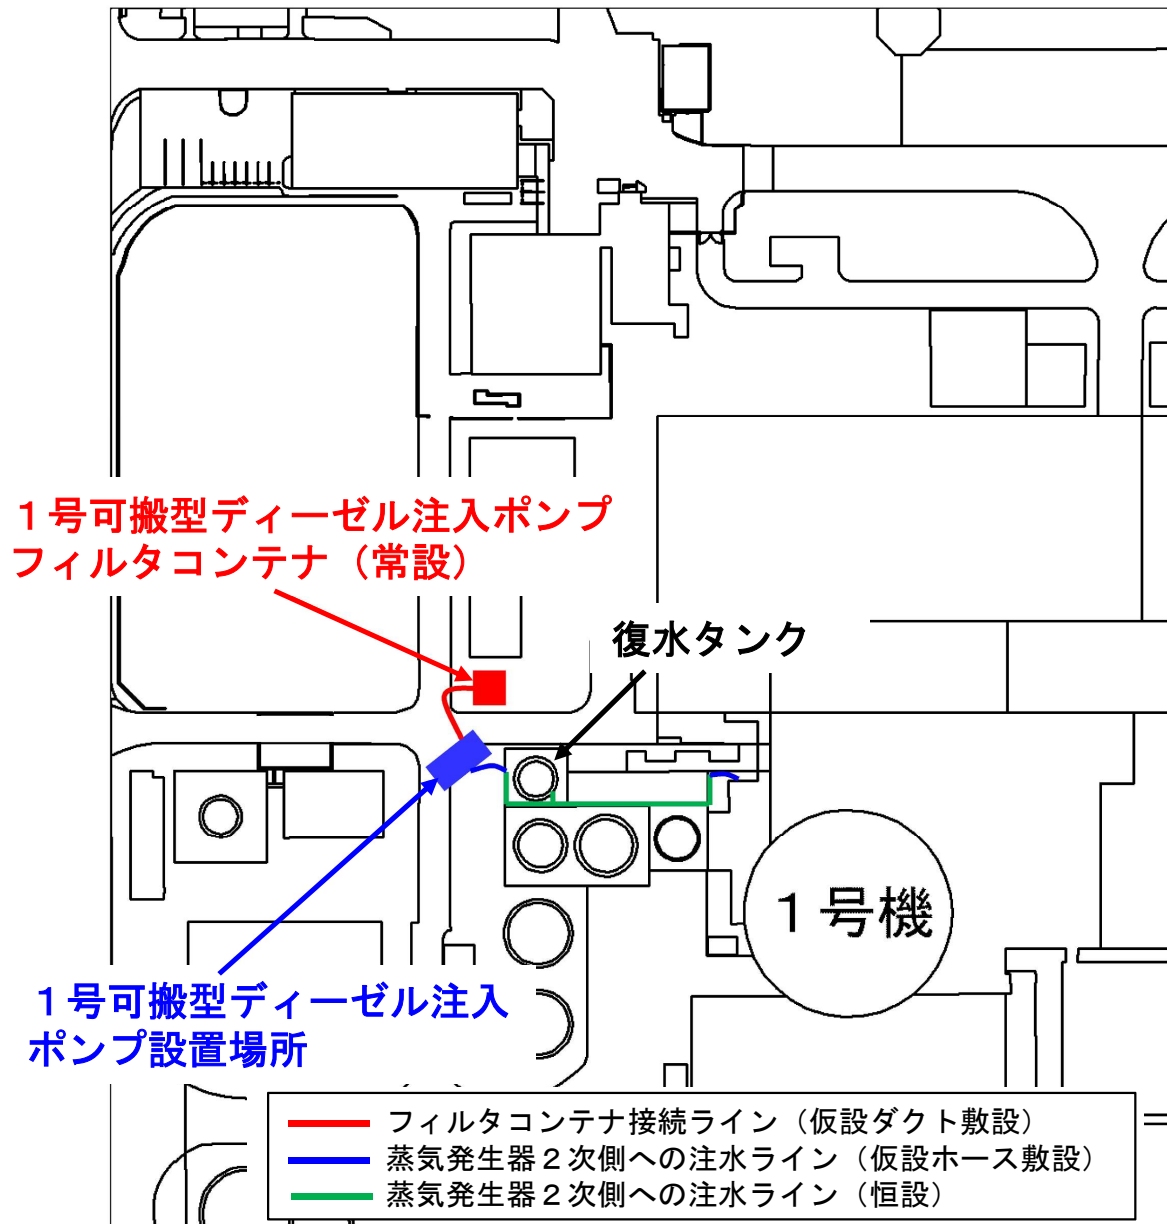 １号可搬型ディーゼル注入ポンプ
フィルタコンテナ（常設）
復水タンク
１号機
１号可搬型ディーゼル注入
ポンプ設置場所
フィルタコンテナ接続ライン（仮設ダクト敷設）
蒸気発生器２次側への注水ライン（仮設ホース敷設）
蒸気発生器２次側への注水ライン（恒設）